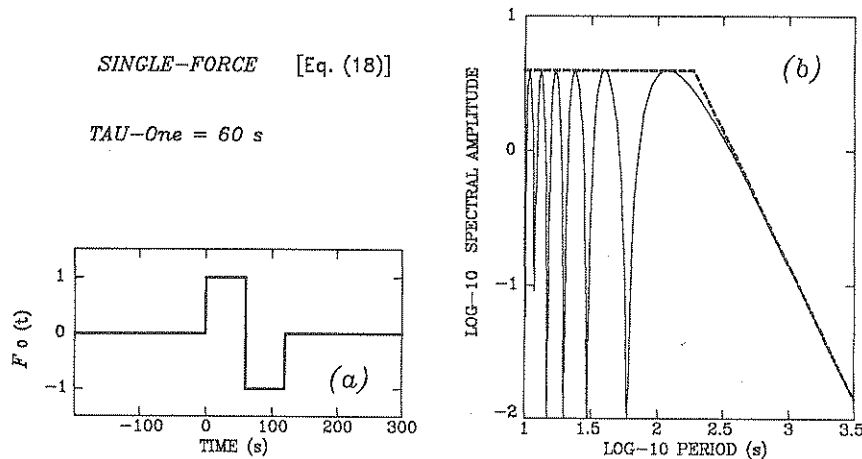 SINGLE-FORCE [Eq. (18)]
TAU-One = 60 s
F 0 (t)
1
0
-1
(a)
-100 0 100 200 300
TIME (s)
LOG-10 SPECTRAL AMPLITUDE
1
0
-1
-2
(b)
1 1.5 2 2.5 3 3.5
LOG-10 PERIOD (s)